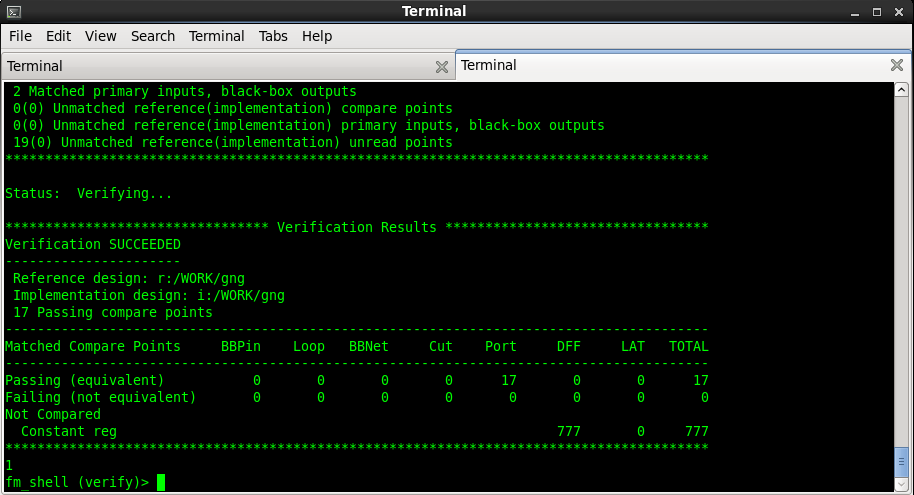 Terminal
File Edit View Search Terminal Tabs Help
Terminal Terminal
2 Matched primary inputs, black-box outputs
0(0) Unmatched reference(implementation) compare points
0(0) Unmatched reference(implementation) primary inputs, black-box outputs
19(0) Unmatched reference(implementation) unread points
****************************************************************************************
Status:  Verifying...
********************************* Verification Results *********************************
Verification SUCCEEDED
----------------------
 Reference design: r:/WORK/gng
 Implementation design: i:/WORK/gng
 17 Passing compare points
----------------------------------------------------------------------------------------
Matched Compare Points     BBPin    Loop   BBNet     Cut    Port     DFF     LAT   TOTAL
----------------------------------------------------------------------------------------
Passing (equivalent)           0       0       0       0      17       0       0      17
Failing (not equivalent)       0       0       0       0       0       0       0       0
Not Compared
  Constant reg                                                       777       0     777
****************************************************************************************
1
fm_shell (verify)>